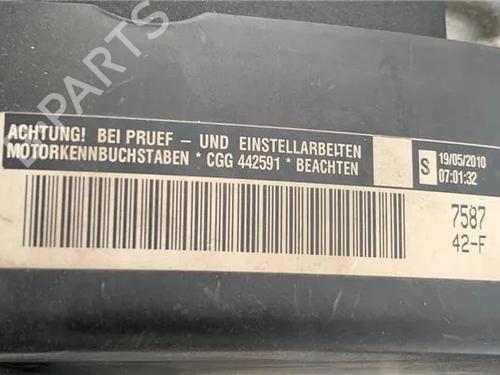 ACHTUNG! BEI PRUEF - UND EINSTELLARBEITEN
MOTORKENNBUCHSTABEN * CGG 442591 * BEACHTEN
S
19/05/2010
07:01:32
7587
42-F
PARTS